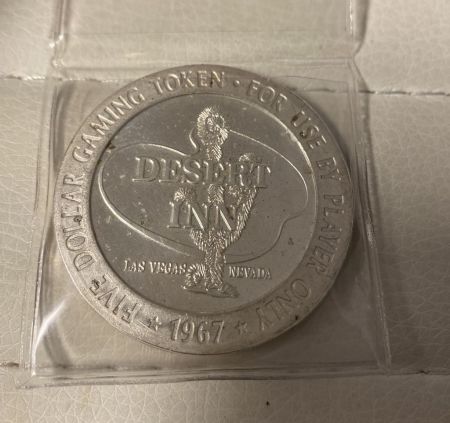 FIVE DOLLAR GAMING TOKEN · FOR USE BY PLAYER ONLY
DESERT
INN
LAS VEGAS NEVADA
★ 1967 ★